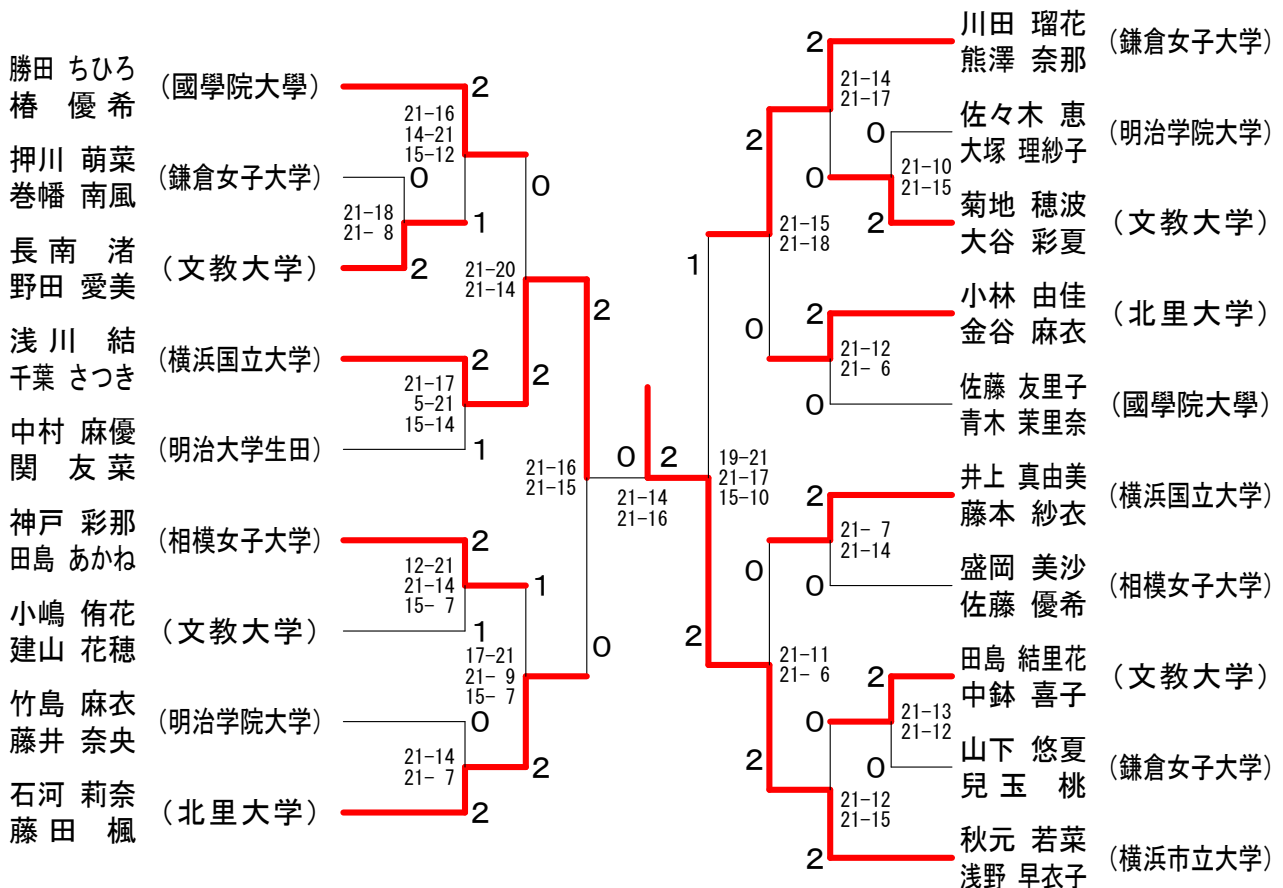 勝田 ちひろ
椿 優希
(國學院大學)
2
21-16
14-21
15-12
0
押川 萌菜
巻幡 南風
(鎌倉女子大学)
0
21-18
21- 8
1
長南 渚
野田 愛美
(文教大学)
2
21-20
21-14
2
浅川 結
千葉 さつき
(横浜国立大学)
2
21-17
5-21
15-14
2
中村 麻優
関 友菜
(明治大学生田)
1
21-16
21-15
神戸 彩那
田島 あかね
(相模女子大学)
2
12-21
21-14
15- 7
1
小嶋 侑花
建山 花穂
(文教大学)
1
17-21
21- 9
15- 7
0
竹島 麻衣
藤井 奈央
(明治学院大学)
0
21-14
21- 7
2
石河 莉奈
藤田 楓
(北里大学)
2
0
2
21-14
21-16
2
川田 瑠花
熊澤 奈那
(鎌倉女子大学)
21-14
21-17
2
0
佐々木 恵
大塚 理紗子
(明治学院大学)
0
21-10
21-15
2
菊地 穂波
大谷 彩夏
(文教大学)
21-15
21-18
1
0
2
小林 由佳
金谷 麻衣
(北里大学)
21-12
21- 6
0
佐藤 友里子
青木 茉里奈
(國學院大學)
19-21
21-17
15-10
2
井上 真由美
藤本 紗衣
(横浜国立大学)
21- 7
21-14
0
0
盛岡 美沙
佐藤 優希
(相模女子大学)
2
21-11
21- 6
2
田島 結里花
中鉢 喜子
(文教大学)
0
21-13
21-12
2
0
山下 悠夏
兒玉 桃
(鎌倉女子大学)
21-12
21-15
2
秋元 若菜
浅野 早衣子
(横浜市立大学)